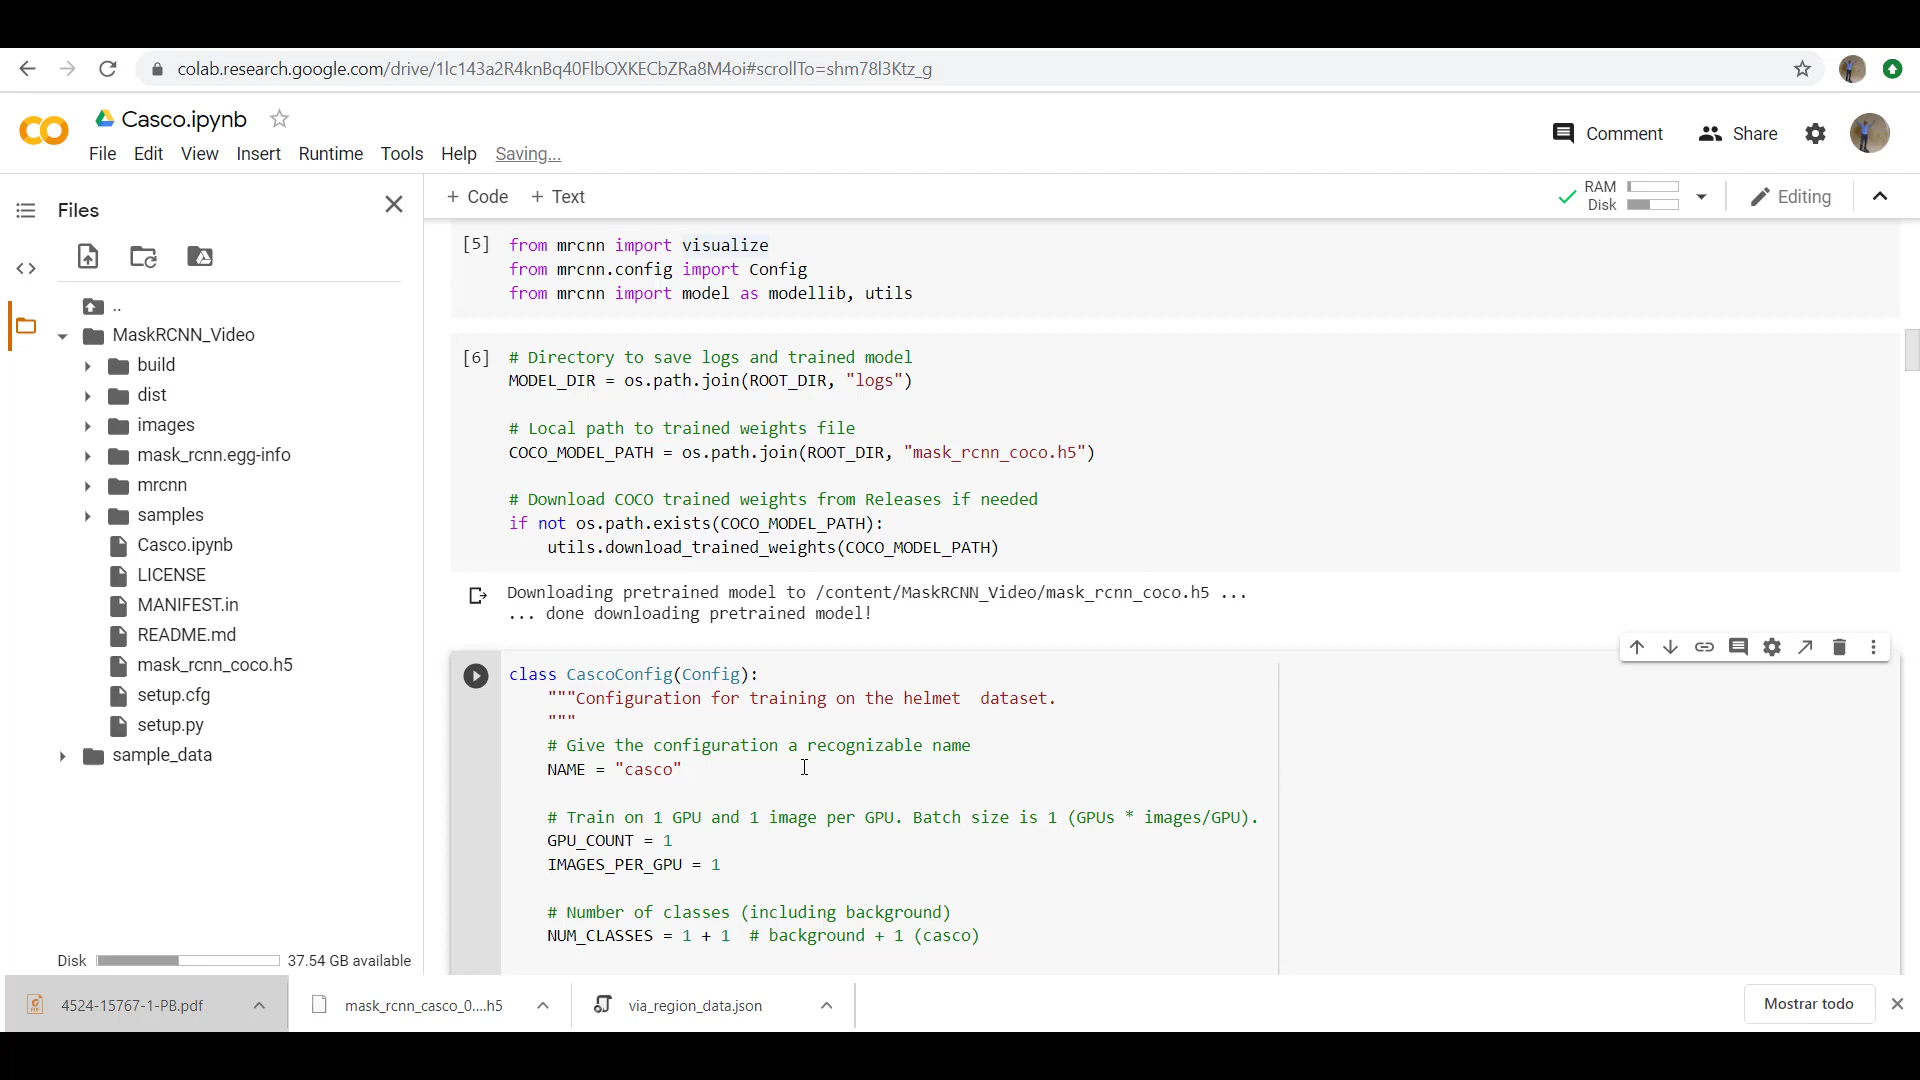 colab.research.google.com/drive/1lc143a2R4knBq40FlbOXKECbZRa8M4oi#scrollTo=shm78l3Ktz_g
Casco.ipynb
File Edit View Insert Runtime Tools Help Saving...
Comment
Share
Files
+ Code + Text
RAM
Disk
Editing
..
MaskRCNN_Video
build
dist
images
mask_rcnn.egg-info
mrcnn
samples
Casco.ipynb
LICENSE
MANIFEST.in
README.md
mask_rcnn_coco.h5
setup.cfg
setup.py
sample_data
Disk 37.54 GB available
[5] from mrcnn import visualize
from mrcnn.config import Config
from mrcnn import model as modellib, utils
[6] # Directory to save logs and trained model
MODEL_DIR = os.path.join(ROOT_DIR, "logs")
# Local path to trained weights file
COCO_MODEL_PATH = os.path.join(ROOT_DIR, "mask_rcnn_coco.h5")
# Download COCO trained weights from Releases if needed
if not os.path.exists(COCO_MODEL_PATH):
utils.download_trained_weights(COCO_MODEL_PATH)
Downloading pretrained model to /content/MaskRCNN_Video/mask_rcnn_coco.h5 ...
... done downloading pretrained model!
class CascoConfig(Config):
"""Configuration for training on the helmet  dataset.
"""
# Give the configuration a recognizable name
NAME = "casco"
# Train on 1 GPU and 1 image per GPU. Batch size is 1 (GPUs * images/GPU).
GPU_COUNT = 1
IMAGES_PER_GPU = 1
# Number of classes (including background)
NUM_CLASSES = 1 + 1  # background + 1 (casco)
4524-15767-1-PB.pdf
mask_rcnn_casco_0....h5
via_region_data.json
Mostrar todo